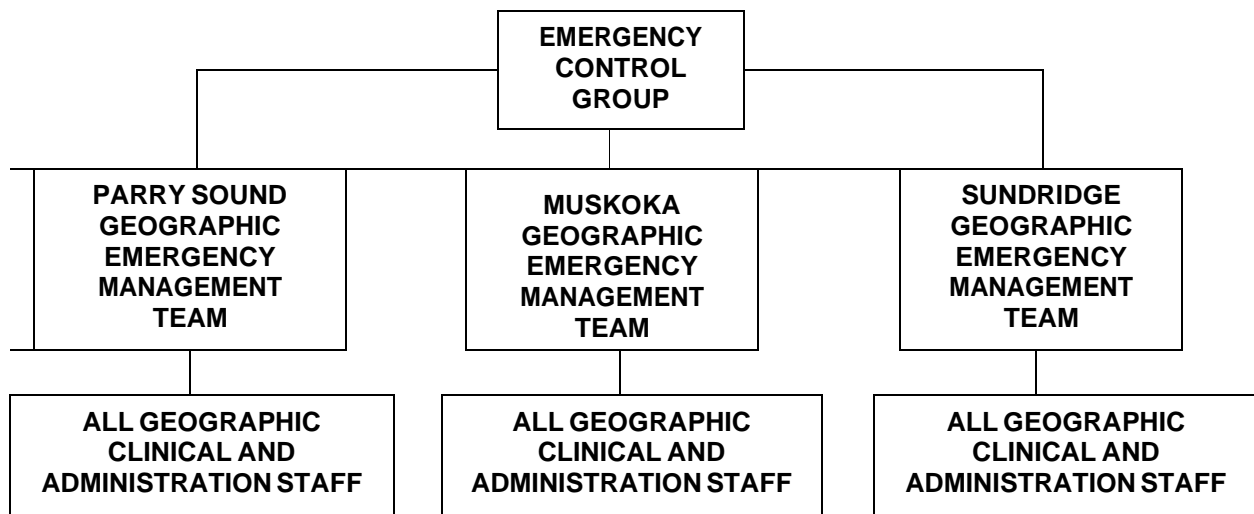 EMERGENCY
CONTROL
GROUP
PARRY SOUND
GEOGRAPHIC
EMERGENCY
MANAGEMENT
TEAM
MUSKOKA
GEOGRAPHIC
EMERGENCY
MANAGEMENT
TEAM
SUNDRIDGE
GEOGRAPHIC
EMERGENCY
MANAGEMENT
TEAM
ALL GEOGRAPHIC
CLINICAL AND
ADMINISTRATION STAFF
ALL GEOGRAPHIC
CLINICAL AND
ADMINISTRATION STAFF
ALL GEOGRAPHIC
CLINICAL AND
ADMINISTRATION STAFF